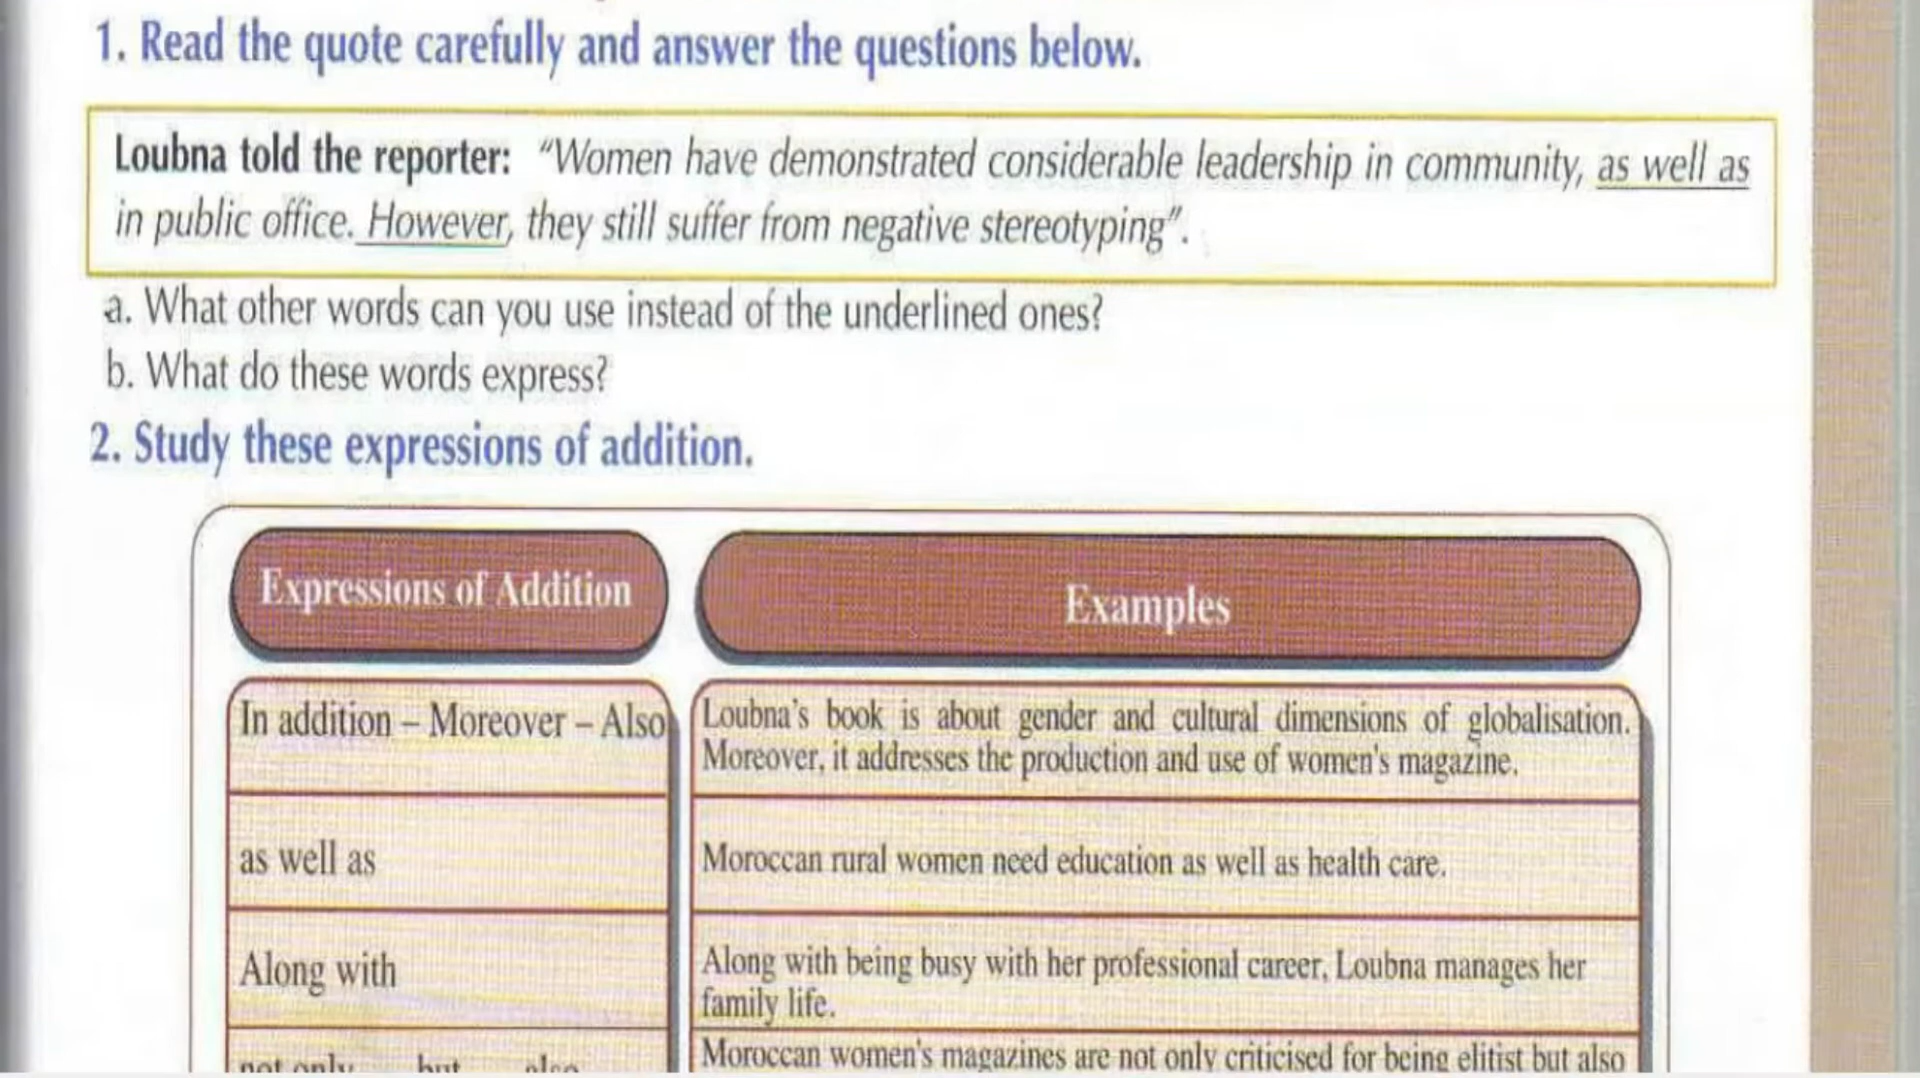 1. Read the quote carefully and answer the questions below.
Loubna told the reporter: “Women have demonstrated considerable leadership in community, as well as
in public office. However, they still suffer from negative stereotyping”.
a. What other words can you use instead of the underlined ones?
b. What do these words express?
2. Study these expressions of addition.
Expressions of Addition
Examples
In addition – Moreover – Also
Loubna's book is about gender and cultural dimensions of globalisation.
Moreover, it addresses the production and use of women's magazine.
as well as
Moroccan rural women need education as well as health care.
Along with
Along with being busy with her professional career, Loubna manages her
family life.
not only but also
Moroccan women's magazines are not only criticised for being elitist but also